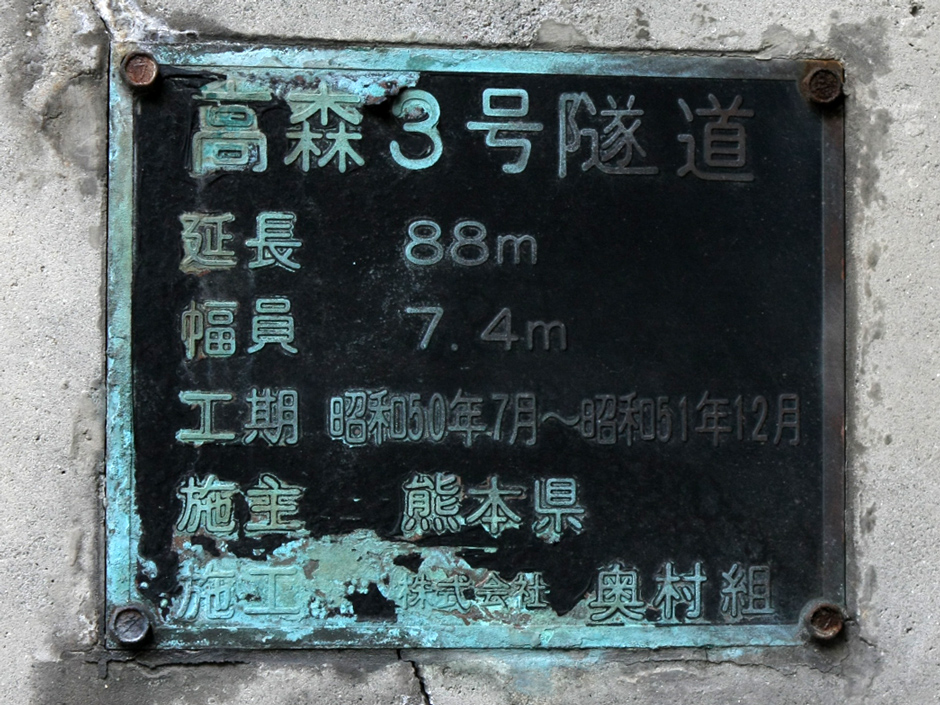 高森3号隧道
延長 88m
幅員 7.4m
工期 昭和50年7月～昭和51年12月
施主 熊本県
施工 株式会社 奥村組